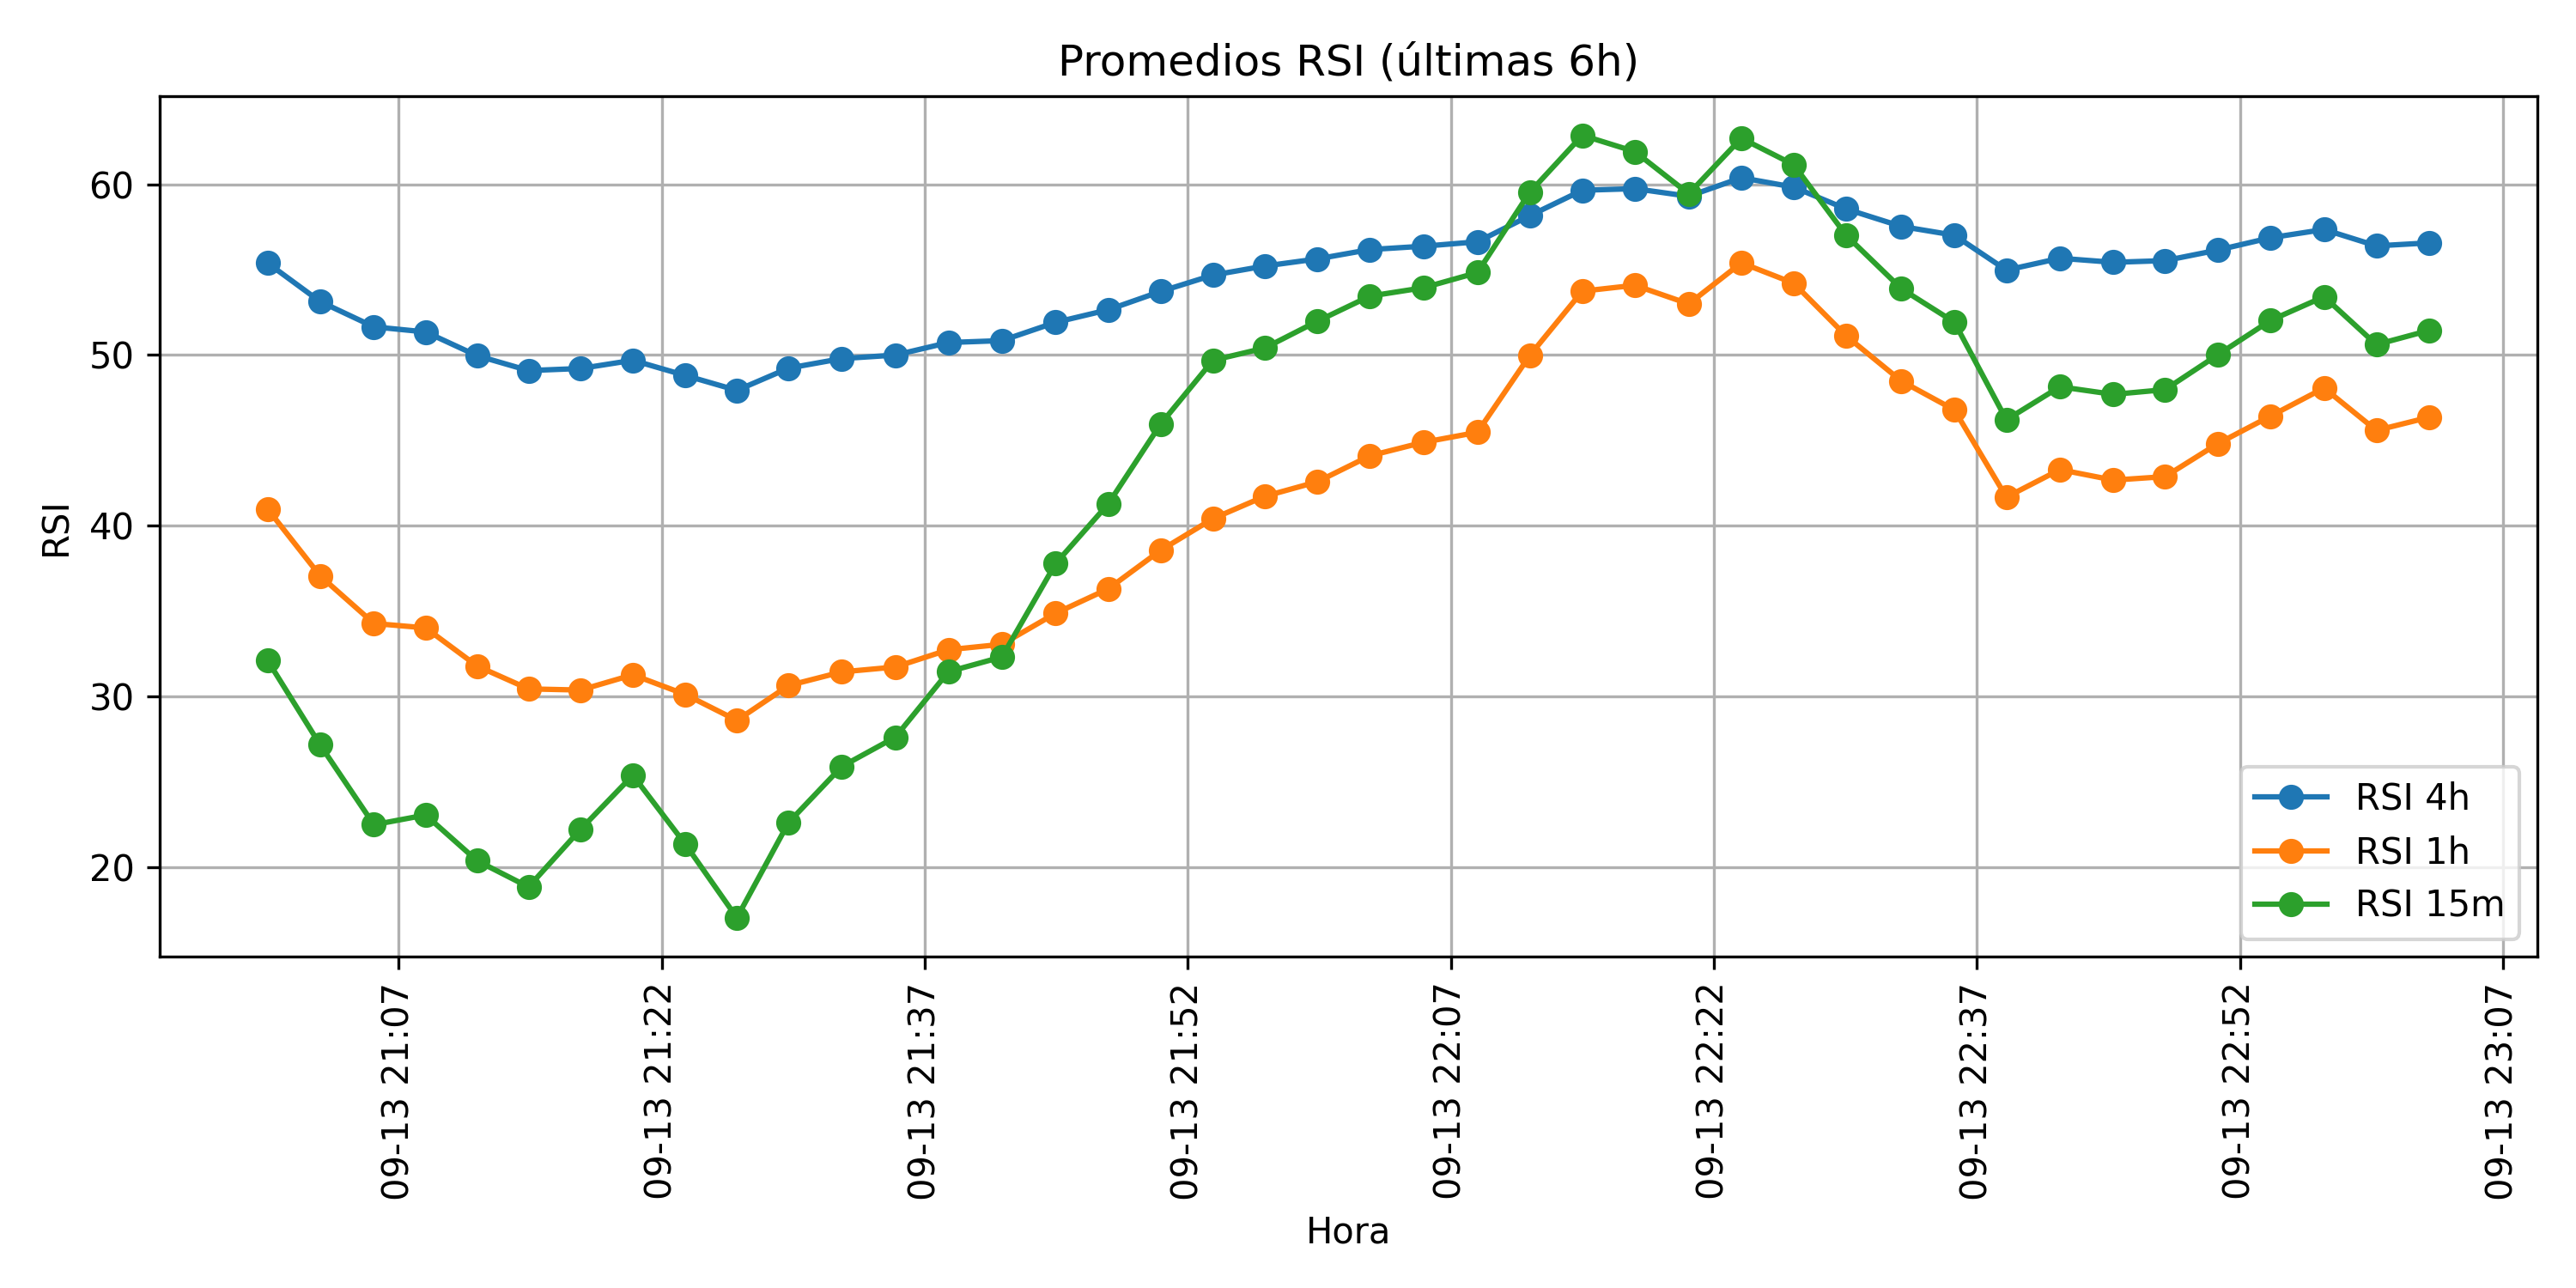 Promedios RSI (últimas 6h)
RSI
60
50
40
30
20
RSI 4h
RSI 1h
RSI 15m
09-13 21:07
09-13 21:22
09-13 21:37
09-13 21:52
09-13 22:07
09-13 22:22
09-13 22:37
09-13 22:52
09-13 23:07
Hora